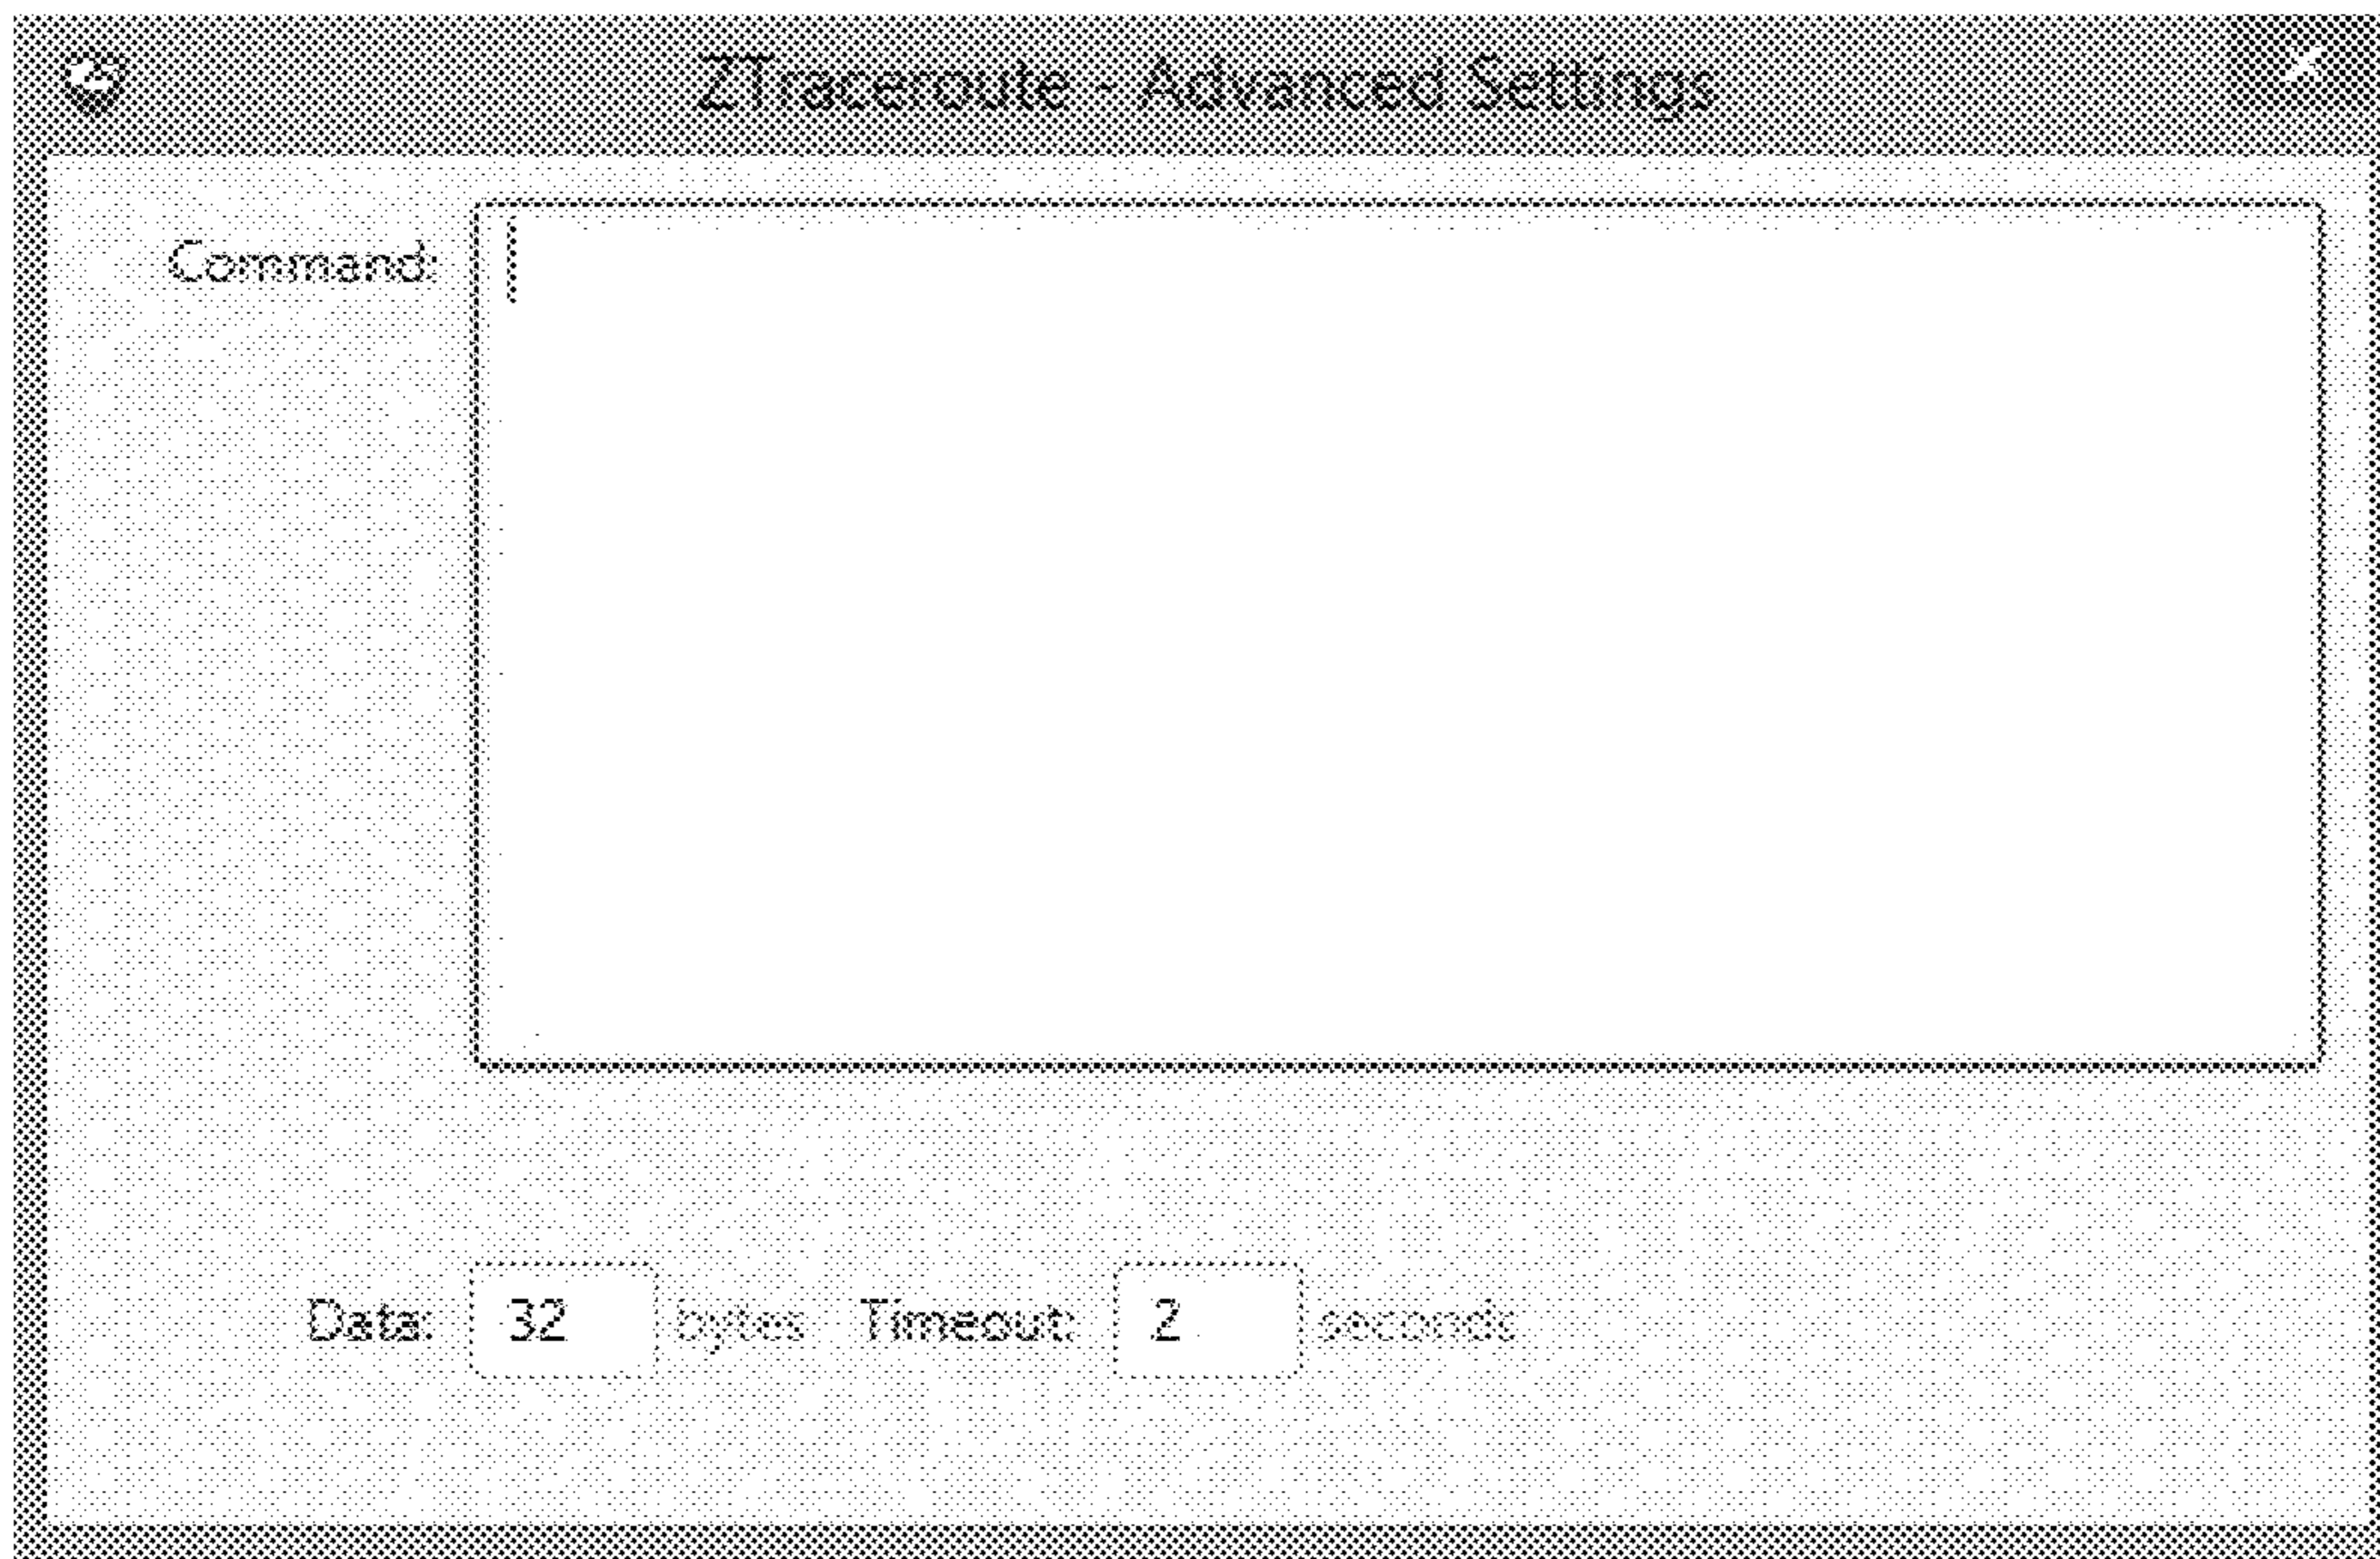 ZTraceroute - Advanced Settings
Command:
Data: 32 bytes Timeout: 2 seconds